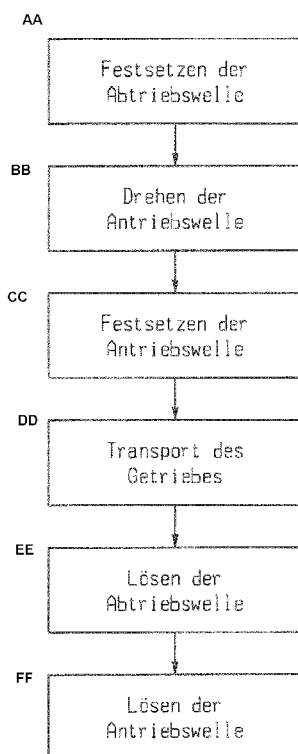 AA
Festsetzen der
Abtriebswelle
BB
Drehen der
Antriebswelle
CC
Festsetzen der
Antriebswelle
DD
Transport des
Getriebes
EE
Lösen der
Abtriebswelle
FF
Lösen der
Antriebswelle